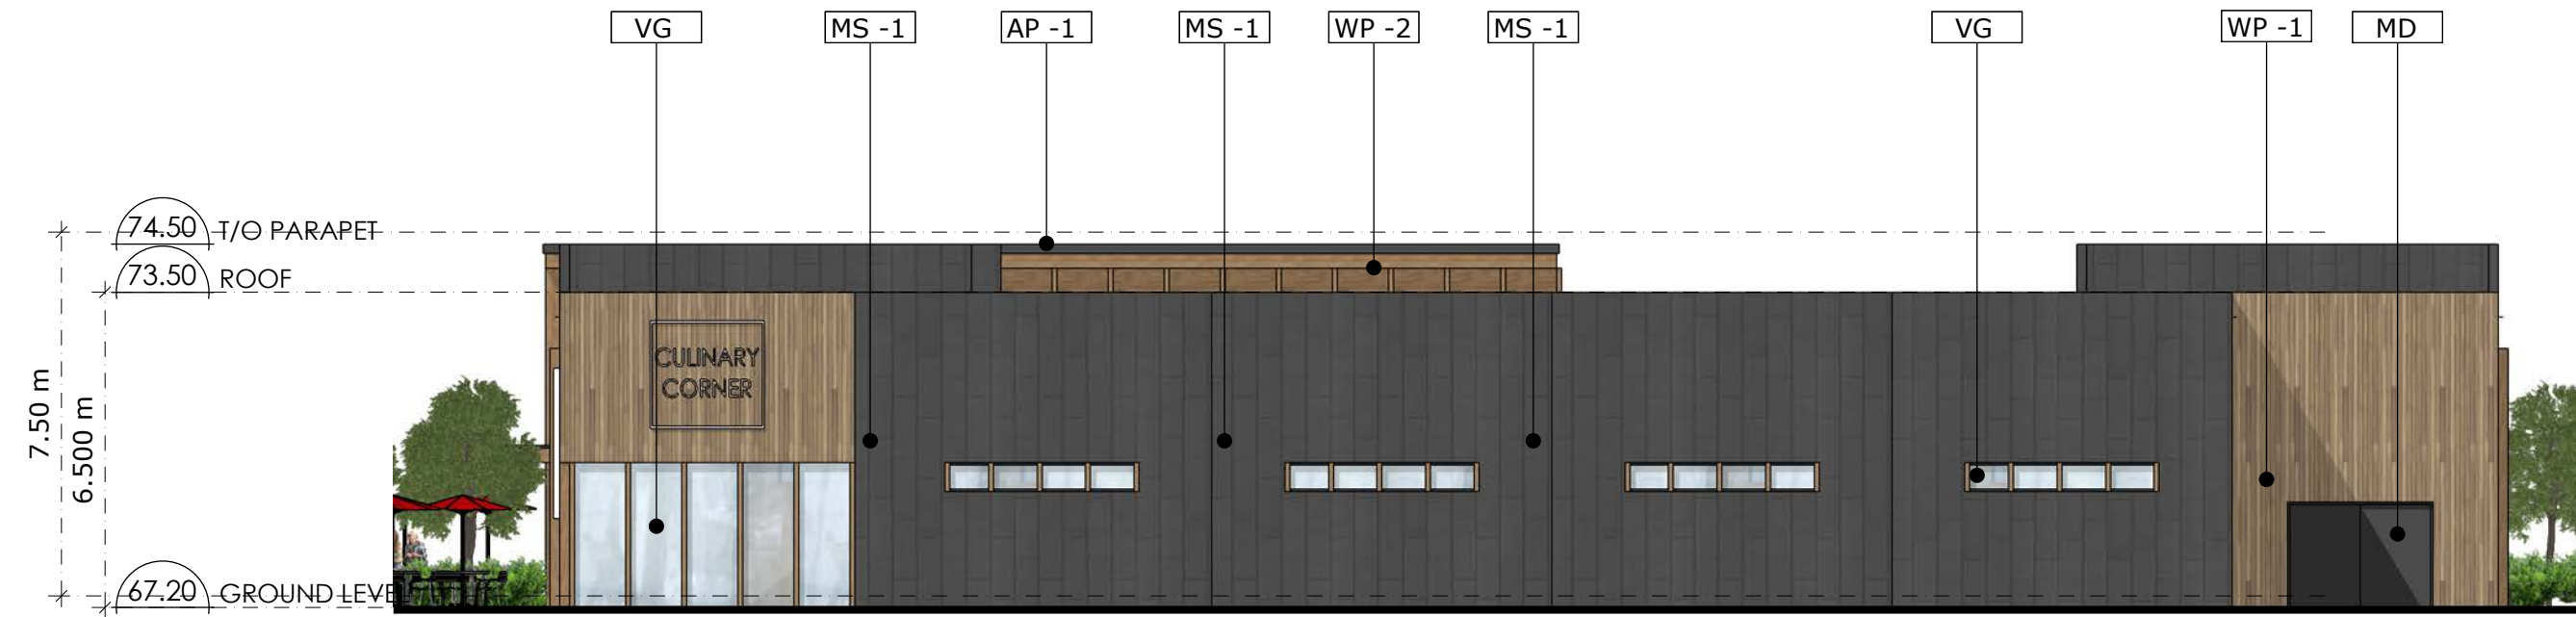 VG
MS -1
AP -1
MS -1
WP -2
MS -1
VG
WP -1
MD
74.50 T/O PARAPET
73.50 ROOF
7.50 m
6.500 m
CULINARY
CORNER
67.20 GROUND LEVEL